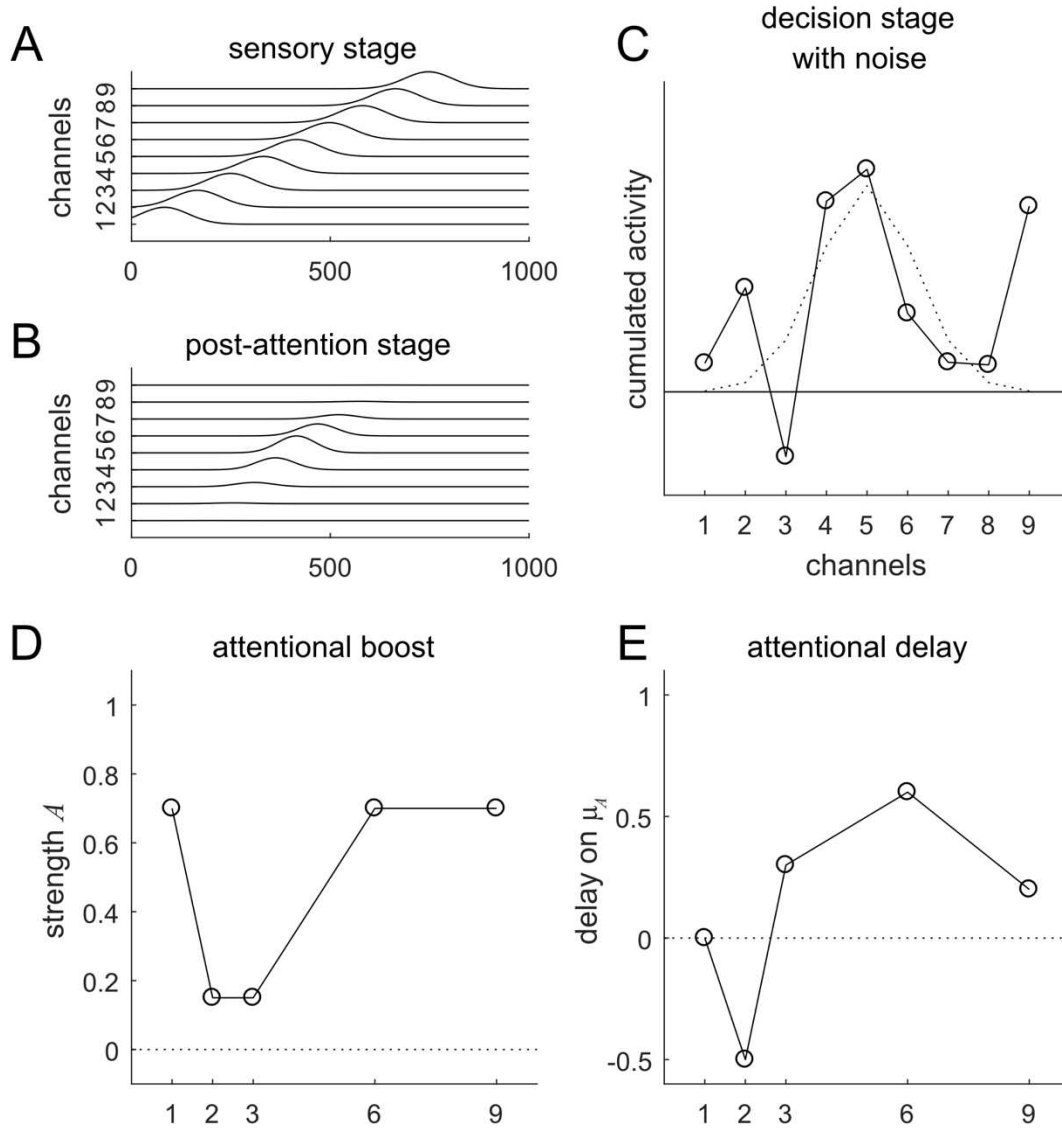 A
sensory stage
channels
123456789
0 500 1000
B
post-attention stage
channels
123456789
0 500 1000
C
decision stage
with noise
cumulated activity
1 2 3 4 5 6 7 8 9
channels
D
attentional boost
strength A
1
0.8
0.6
0.4
0.2
0
1 2 3 6 9
E
attentional delay
delay on μA
1
0.5
0
-0.5
1 2 3 6 9